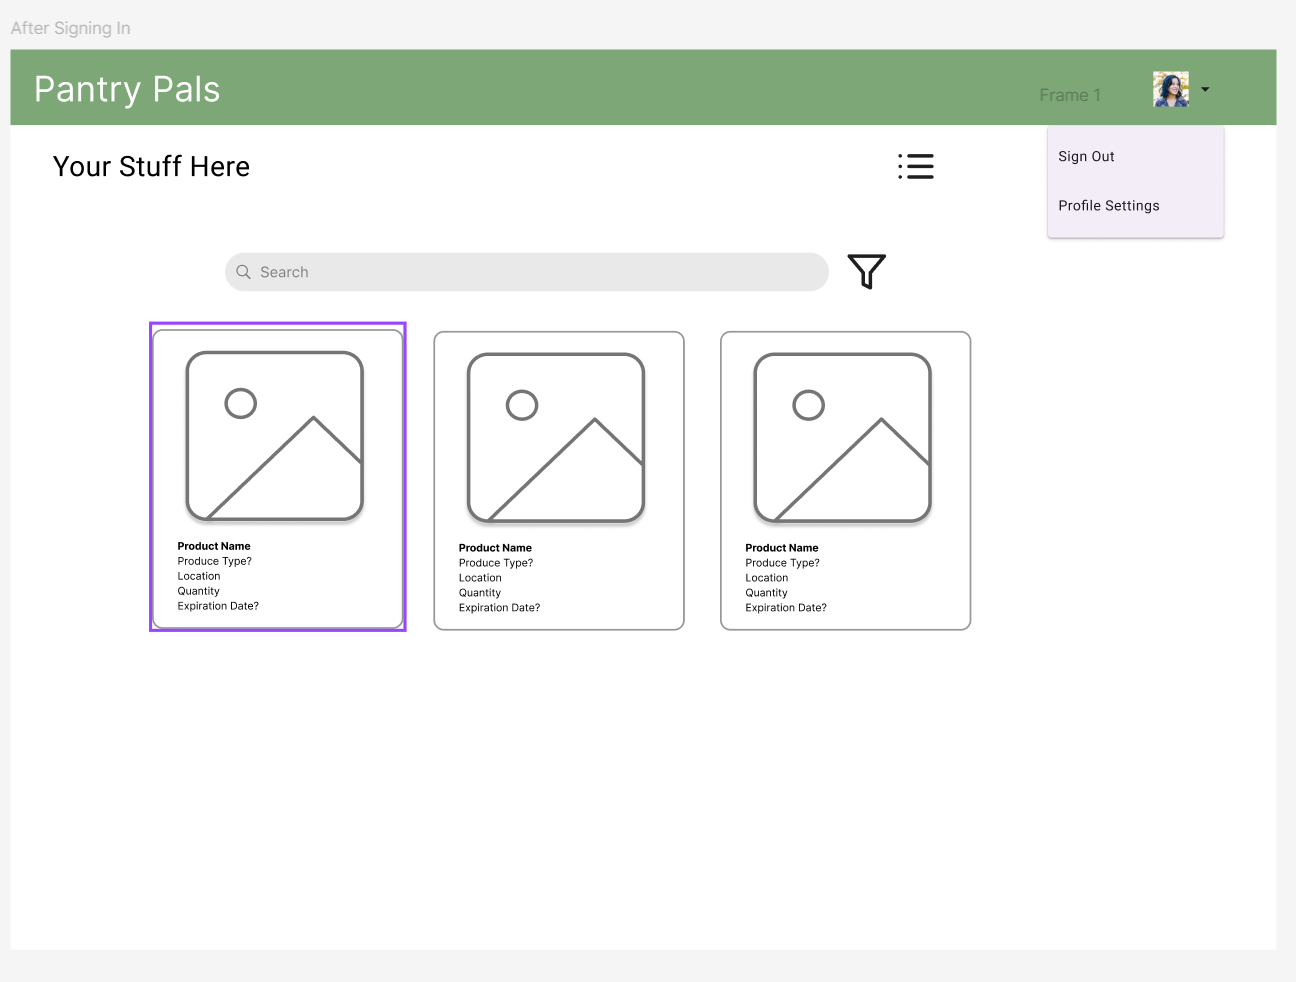 After Signing In
Pantry Pals
Frame 1
Sign Out
Profile Settings
Your Stuff Here
Search
Product Name
Produce Type?
Location
Quantity
Expiration Date?
Product Name
Produce Type?
Location
Quantity
Expiration Date?
Product Name
Produce Type?
Location
Quantity
Expiration Date?